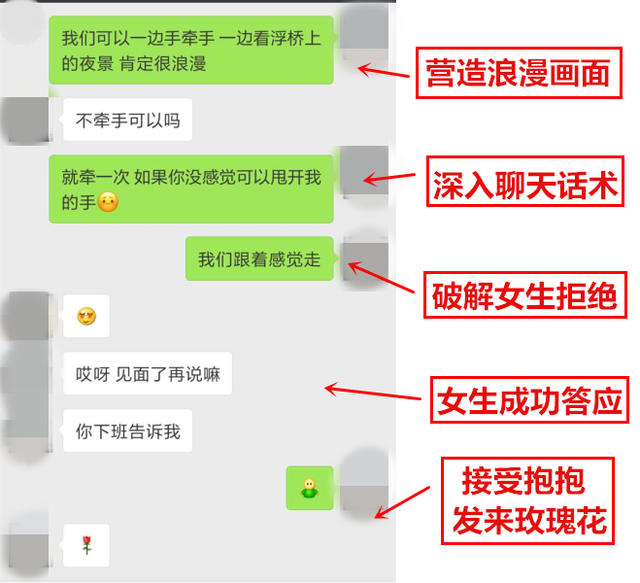 我们可以一边手牵手 一边看浮桥上
的夜景 肯定很浪漫
营造浪漫画面
不牵手可以吗
就牵一次 如果你没感觉可以甩开我
的手
深入聊天话术
我们跟着感觉走
破解女生拒绝
哎呀 见面了再说嘛
女生成功答应
你下班告诉我
接受抱抱
发来玫瑰花